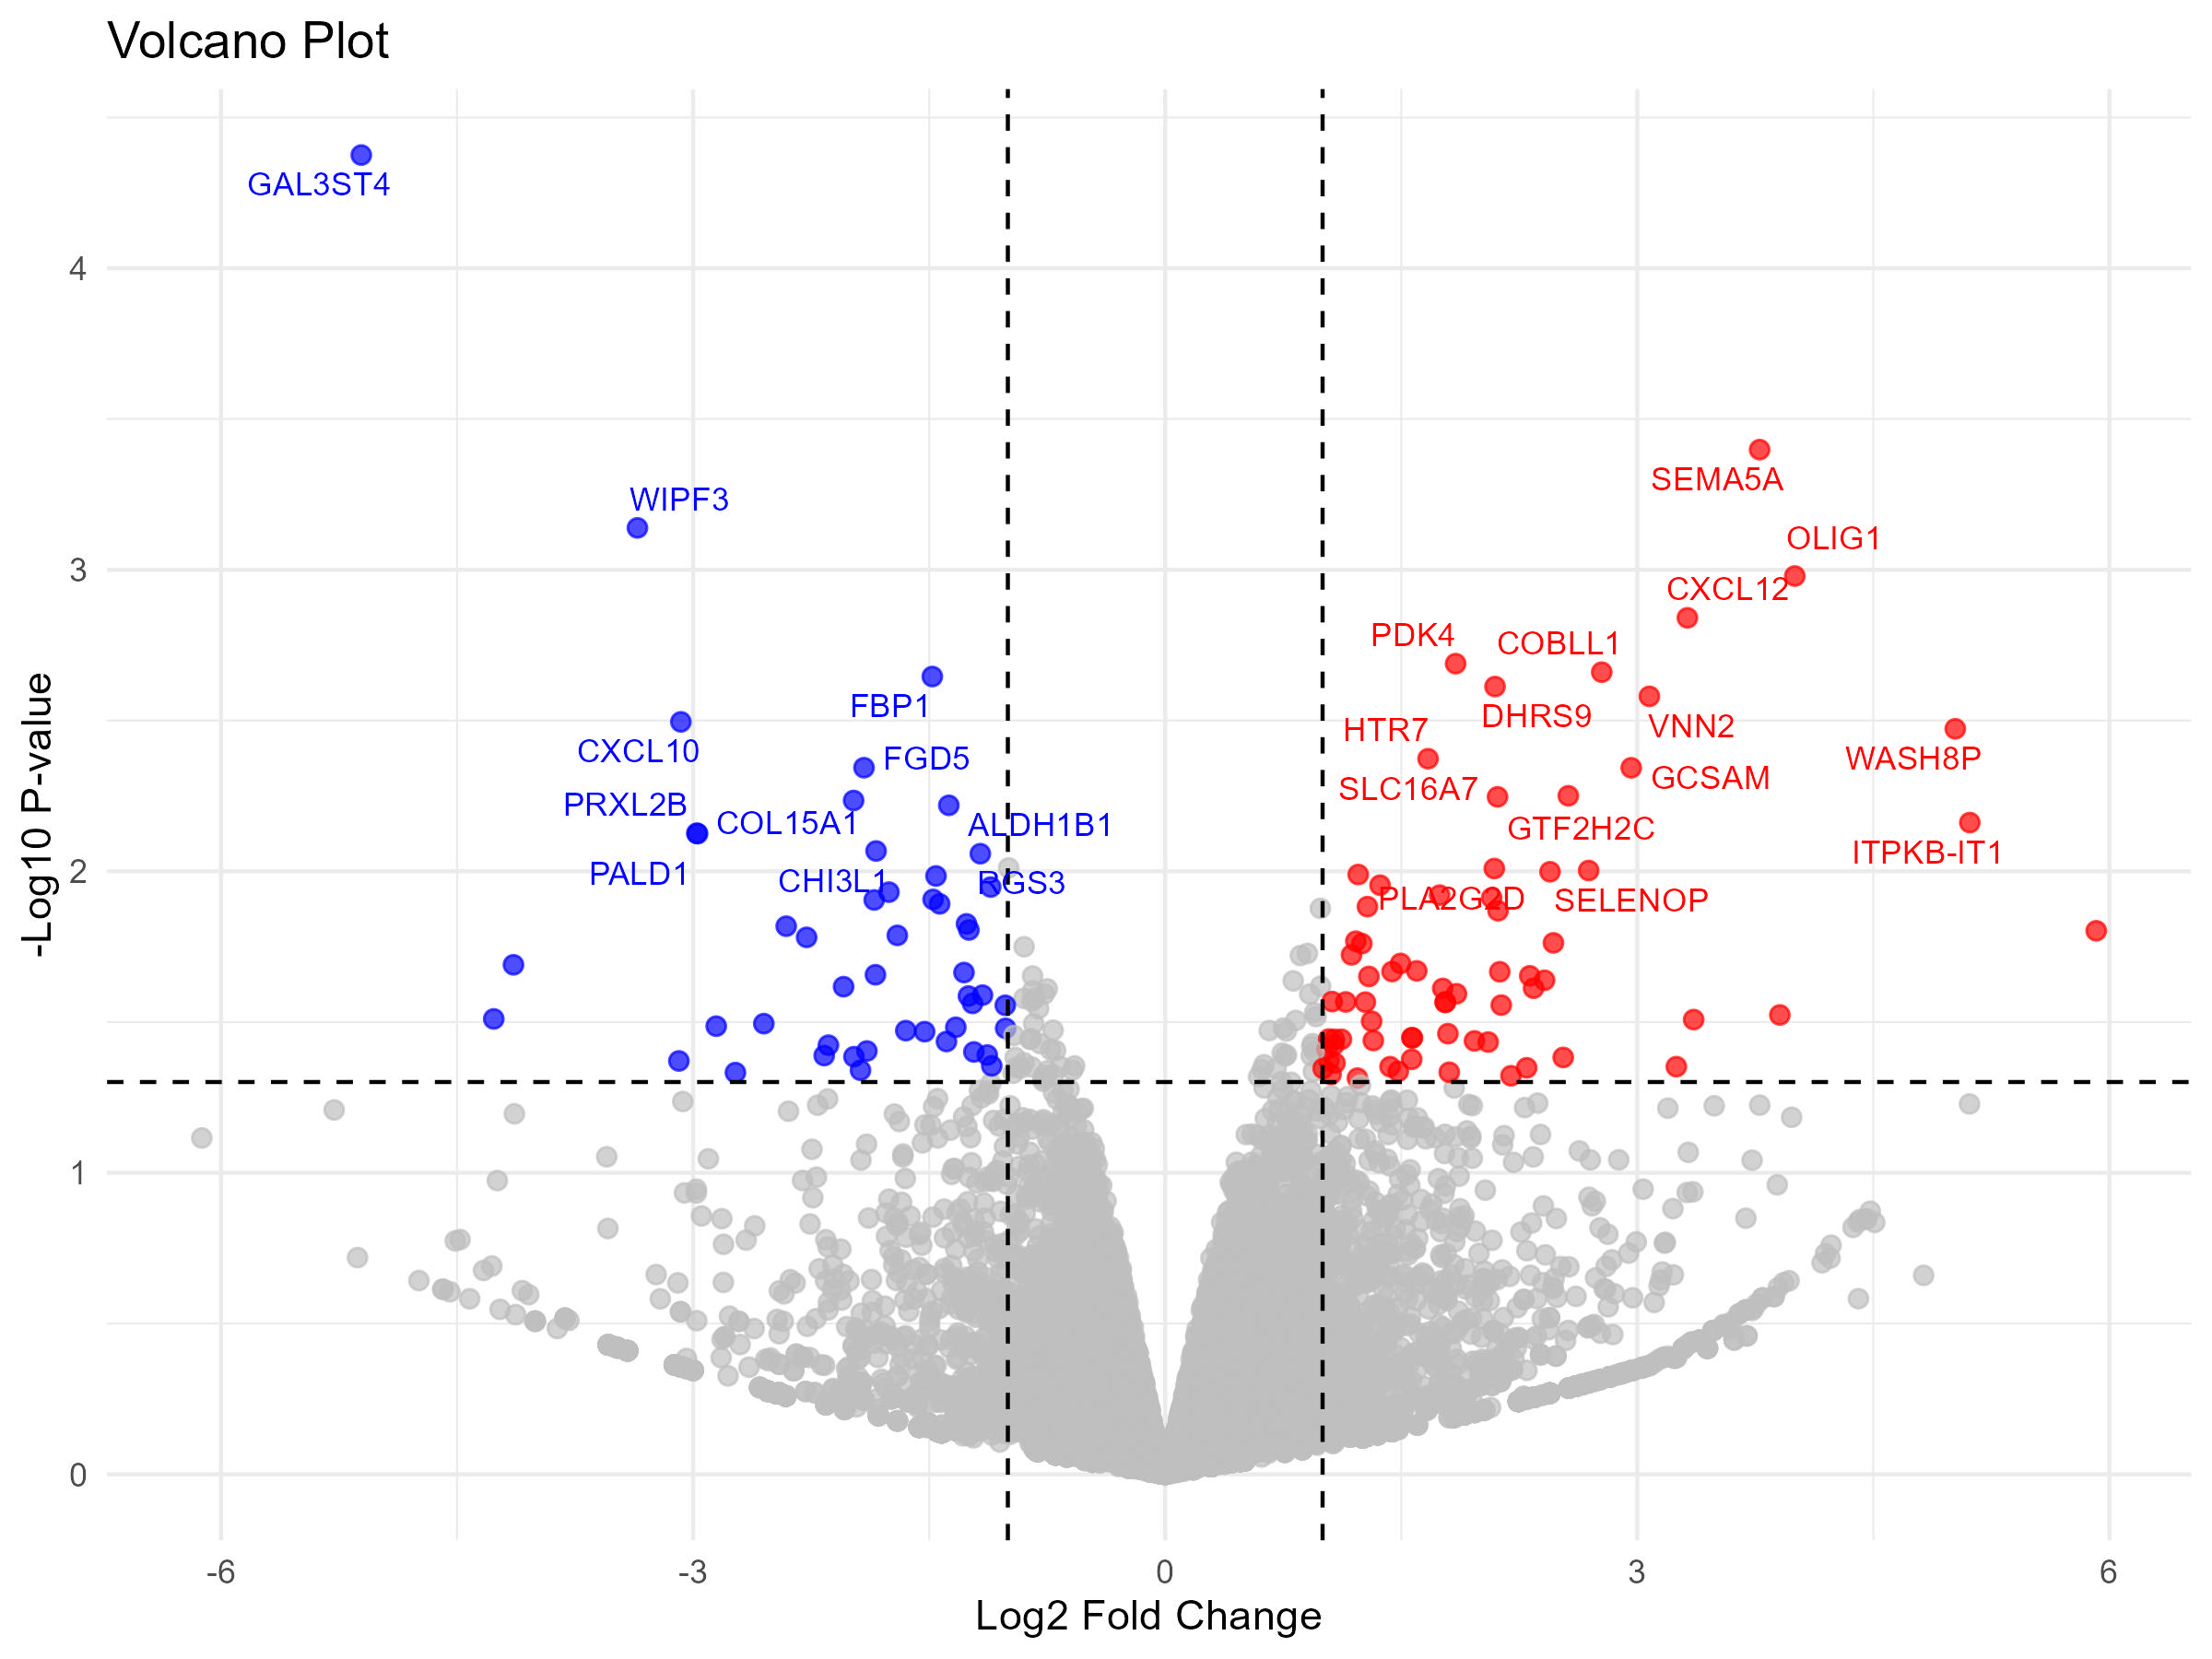 Volcano Plot
GAL3ST4
4
SEMA5A
WIPF3
OLIG1
3
CXCL12
PDK4
COBLL1
FBP1
DHRS9
HTR7
VNN2
CXCL10
FGD5
WASH8P
GCSAM
SLC16A7
PRXL2B
COL15A1
ALDH1B1
GTF2H2C
ITPKB-IT1
2
PALD1
CHI3L1
RGS3
PLA2G2D
SELENOP
-Log10 P-value
1
0
-6 -3 0 3 6
Log2 Fold Change